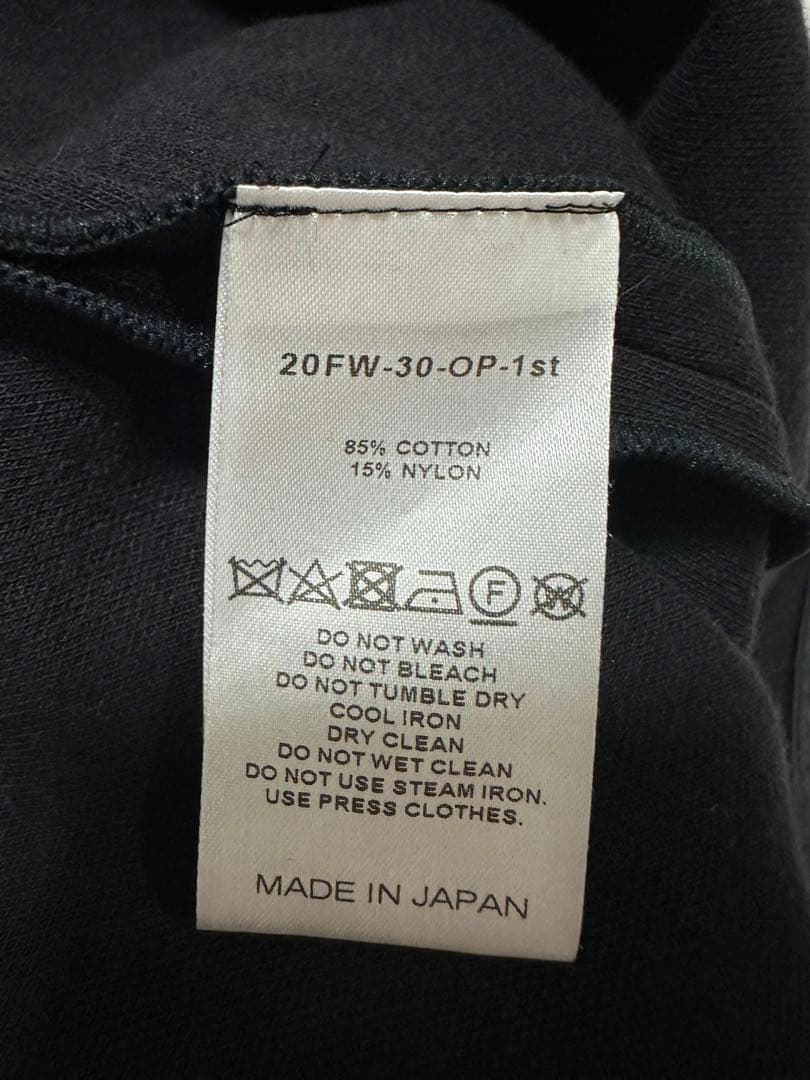 20FW-30-OP-1st
85% COTTON
15% NYLON
F W
DO NOT WASH
DO NOT BLEACH
DO NOT TUMBLE DRY
COOL IRON
DRY CLEAN
DO NOT WET CLEAN
DO NOT USE STEAM IRON.
USE PRESS CLOTHES.
MADE IN JAPAN